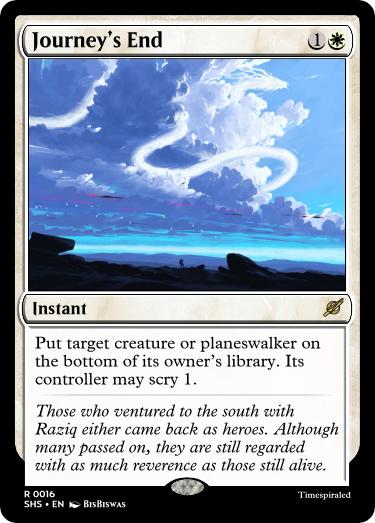 Journey's End 1
Instant
Put target creature or planeswalker on
the bottom of its owner's library. Its
controller may scry 1.
Those who ventured to the south with
Raziq either came back as heroes. Although
many passed on, they are still regarded
with as much reverence as those still alive.
R 0016
SHS • EN BisBiswas
Timespiraled